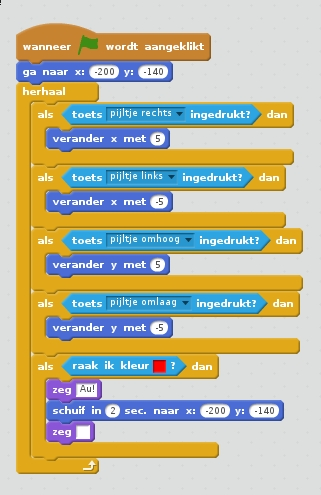 wanneer wordt aangeklikt
ga naar x: -200 y: -140
herhaal
als toets pijltje rechts ingedrukt? dan
verander x met 5
als toets pijltje links ingedrukt? dan
verander x met -5
als toets pijltje omhoog ingedrukt? dan
verander y met 5
als toets pijltje omlaag ingedrukt? dan
verander y met -5
als raak ik kleur ? dan
zeg Au!
schuif in 2 sec. naar x: -200 y: -140
zeg